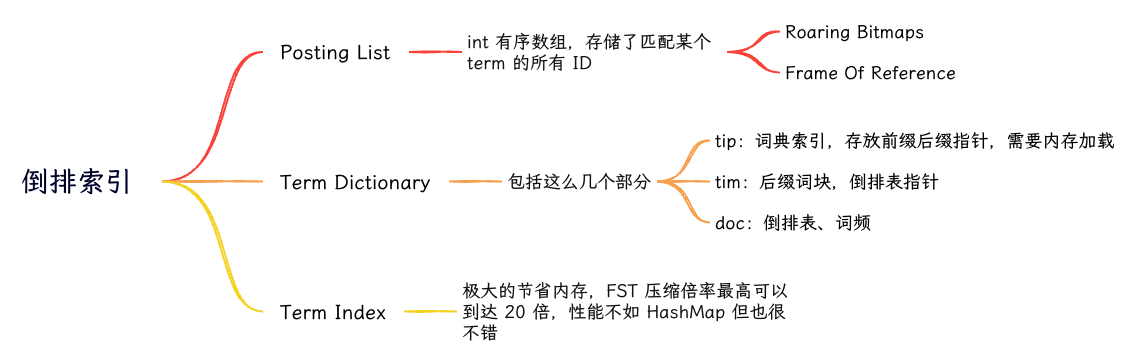 倒排索引
Posting List
int 有序数组，存储了匹配某个
term 的所有 ID
Roaring Bitmaps
Frame Of Reference
Term Dictionary
包括这么几个部分
tip：词典索引，存放前缀后缀指针，需要内存加载
tim：后缀词块，倒排表指针
doc：倒排表、词频
Term Index
极大的节省内存，FST 压缩倍率最高可以
到达 20 倍，性能不如 HashMap 但也很
不错